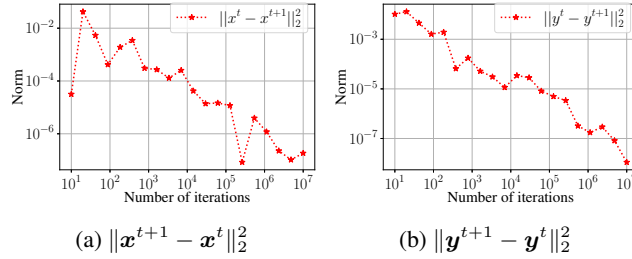 ||x^t − x^{t+1}||_2^2
Norm
10^{-2}
10^{-4}
10^{-6}
10^1 10^2 10^3 10^4 10^5 10^6 10^7
Number of iterations
(a) ‖x^{t+1} − x^t‖_2^2
||y^t − y^{t+1}||_2^2
Norm
10^{-3}
10^{-5}
10^{-7}
10^1 10^2 10^3 10^4 10^5 10^6 10^7
Number of iterations
(b) ‖y^{t+1} − y^t‖_2^2